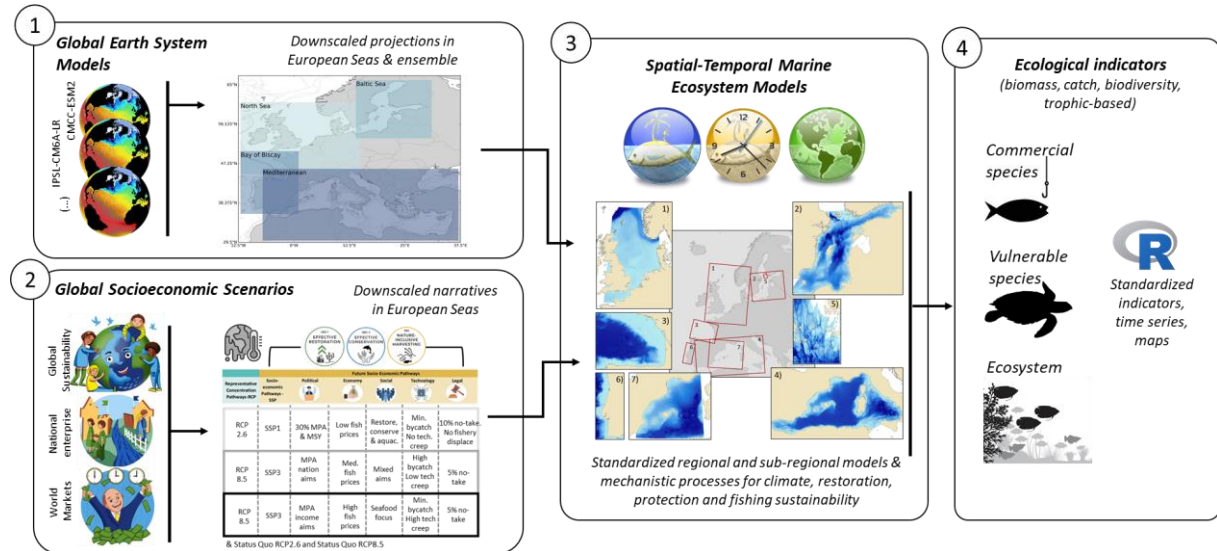 1
Global Earth System
Models
Downscaled projections in
European Seas & ensemble
IPSL-CM6A-LR
CMCC-ESM2
(...)
Baltic Sea
North Sea
Bay of Biscay
Mediterranean
2
Global Socioeconomic Scenarios
Downscaled narratives
in European Seas
Global
Sustainability
National
enterprise
World
Markets
EFFECTIVE
RESTORATION
EFFECTIVE
CONSERVATION
NATURE-
INCLUSIVE
HARVESTING
Future Socio-Economic Pathways
Representative
Concentration
Pathways-RCP
Socio-
economic
Pathways -
SSP
Political
Economy
Social
Technology
Legal
RCP
2.6
SSP1
30% MPA
& MSY
Low fish
prices
Restore,
conserve
& aquac.
Min.
bycatch
No tech.
creep
10% no-take.
No fishery
displace
RCP
8.5
SSP3
MPA
nation
aims
Med.
fish
prices
Mixed
aims
High
bycatch
Low tech
creep
5% no-
take
RCP
8.5
SSP3
MPA
income
aims
High
fish
prices
Seafood
focus
Min.
bycatch
High tech
creep
5% no-
take
& Status Quo RCP2.6 and Status Quo RCP8.5
3
Spatial-Temporal Marine
Ecosystem Models
12
3
6
9
1)
2)
3)
5)
6)
7)
4)
Standardized regional and sub-regional models &
mechanistic processes for climate, restoration,
protection and fishing sustainability
4
Ecological indicators
(biomass, catch, biodiversity,
trophic-based)
Commercial
species
Vulnerable
species
Ecosystem
R
Standardized
indicators,
time series,
maps